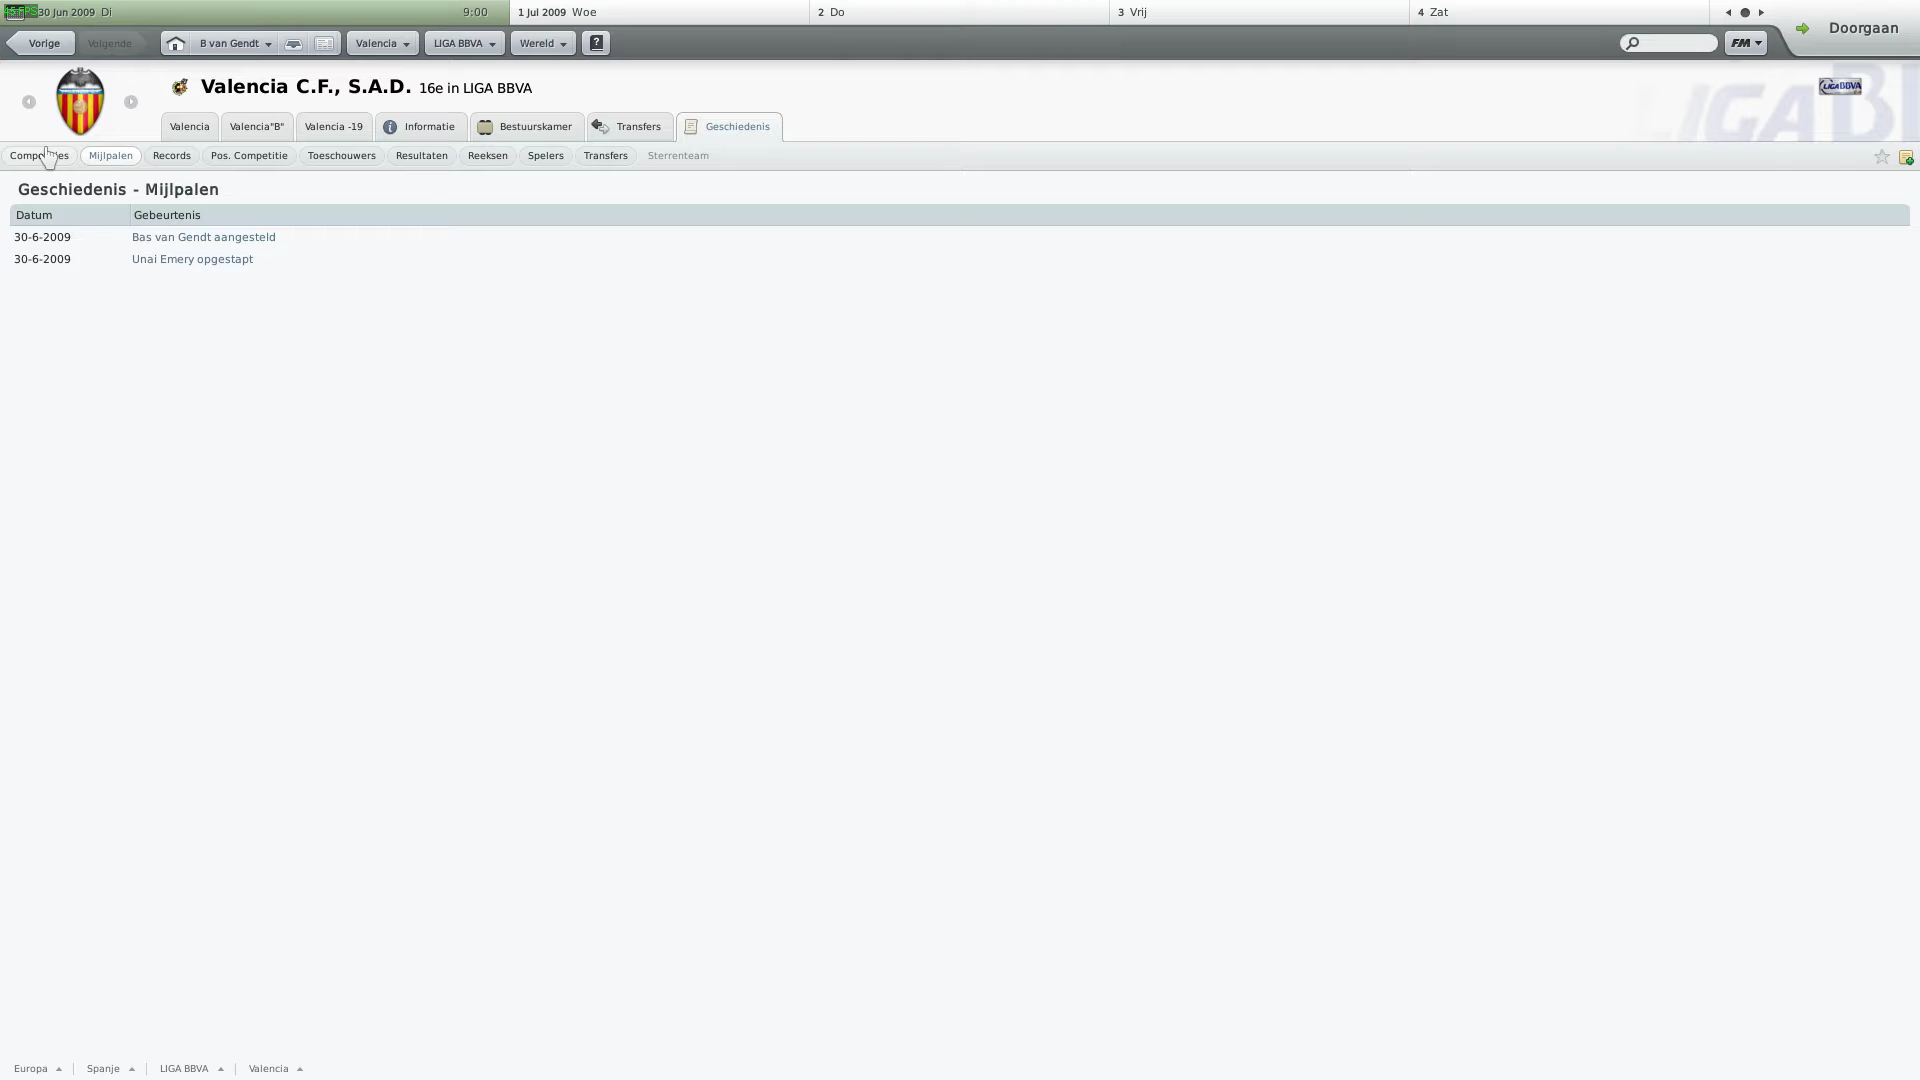 30 Jun 2009 Di 9:00 1 Jul 2009 Woe 2 Do 3 Vrij 4 Zat
Doorgaan
Vorige Volgende B van Gendt Valencia LIGA BBVA Wereld ? FM
Valencia C.F., S.A.D. 16e in LIGA BBVA
LIGA BBVA
Valencia Valencia"B" Valencia -19 Informatie Bestuurskamer Transfers Geschiedenis
Mijlpalen Records Pos. Competitie Toeschouwers Resultaten Reeksen Spelers Transfers Sterrenteam
Geschiedenis - Mijlpalen
Datum Gebeurtenis
30-6-2009 Bas van Gendt aangesteld
30-6-2009 Unai Emery opgestapt
Europa Spanje LIGA BBVA Valencia